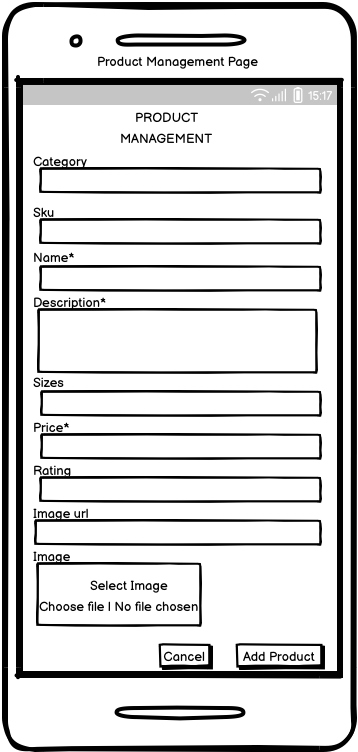 Product Management Page
15:17
PRODUCT
MANAGEMENT
Category
Sku
Name*
Description*
Sizes
Price*
Rating
Image url
Image
Select Image
Choose file | No file chosen
Cancel
Add Product